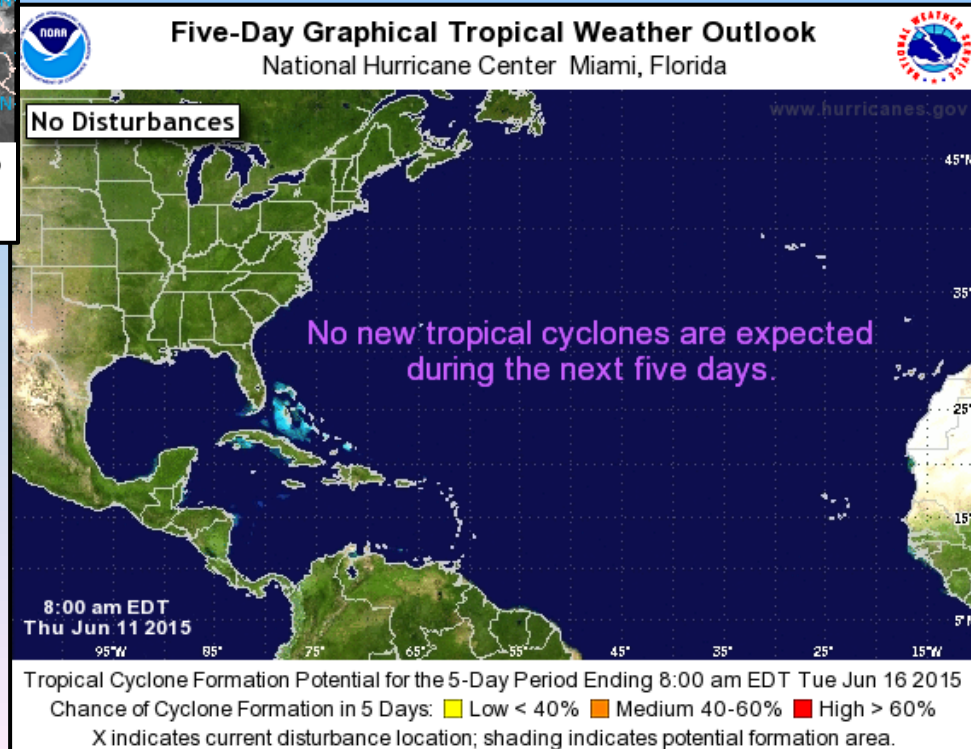 Five-Day Graphical Tropical Weather Outlook
National Hurricane Center Miami, Florida
NOAA
NATIONAL WEATHER SERVICE
No Disturbances
www.hurricanes.gov
45°N
35°
No new tropical cyclones are expected
during the next five days.
25°
15°
8:00 am EDT
Thu Jun 11 2015
5°N
95°W 85° 75° 65° 55° 45° 35° 25° 15°W
Tropical Cyclone Formation Potential for the 5-Day Period Ending 8:00 am EDT Tue Jun 16 2015
Chance of Cyclone Formation in 5 Days: Low < 40% Medium 40-60% High > 60%
X indicates current disturbance location; shading indicates potential formation area.